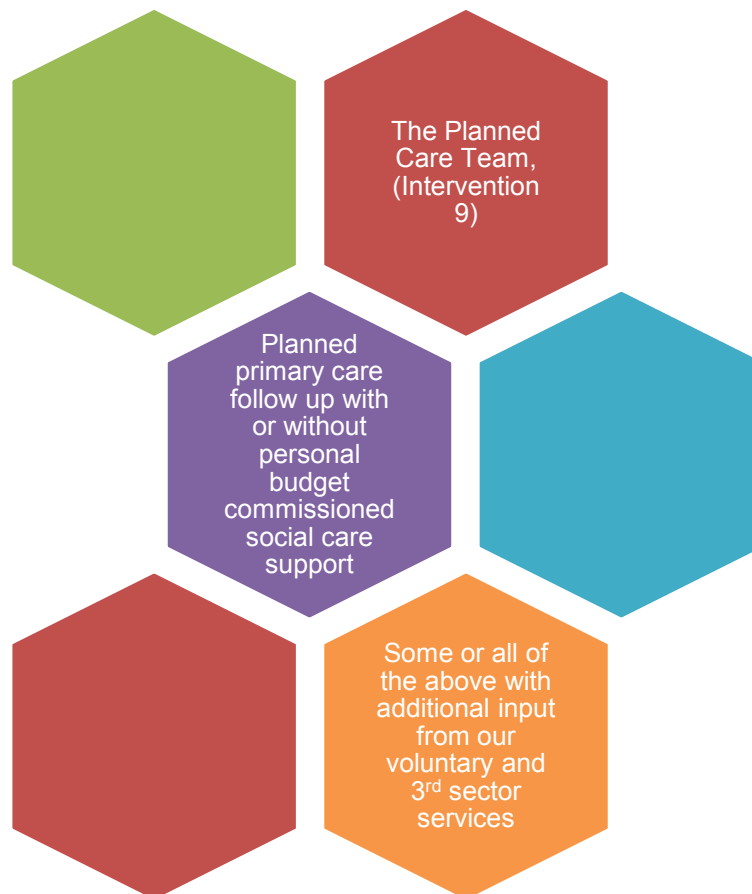 The Planned
Care Team,
(Intervention
9)
Planned
primary care
follow up with
or without
personal
budget
commissioned
social care
support
Some or all of
the above with
additional input
from our
voluntary and
3rd sector
services